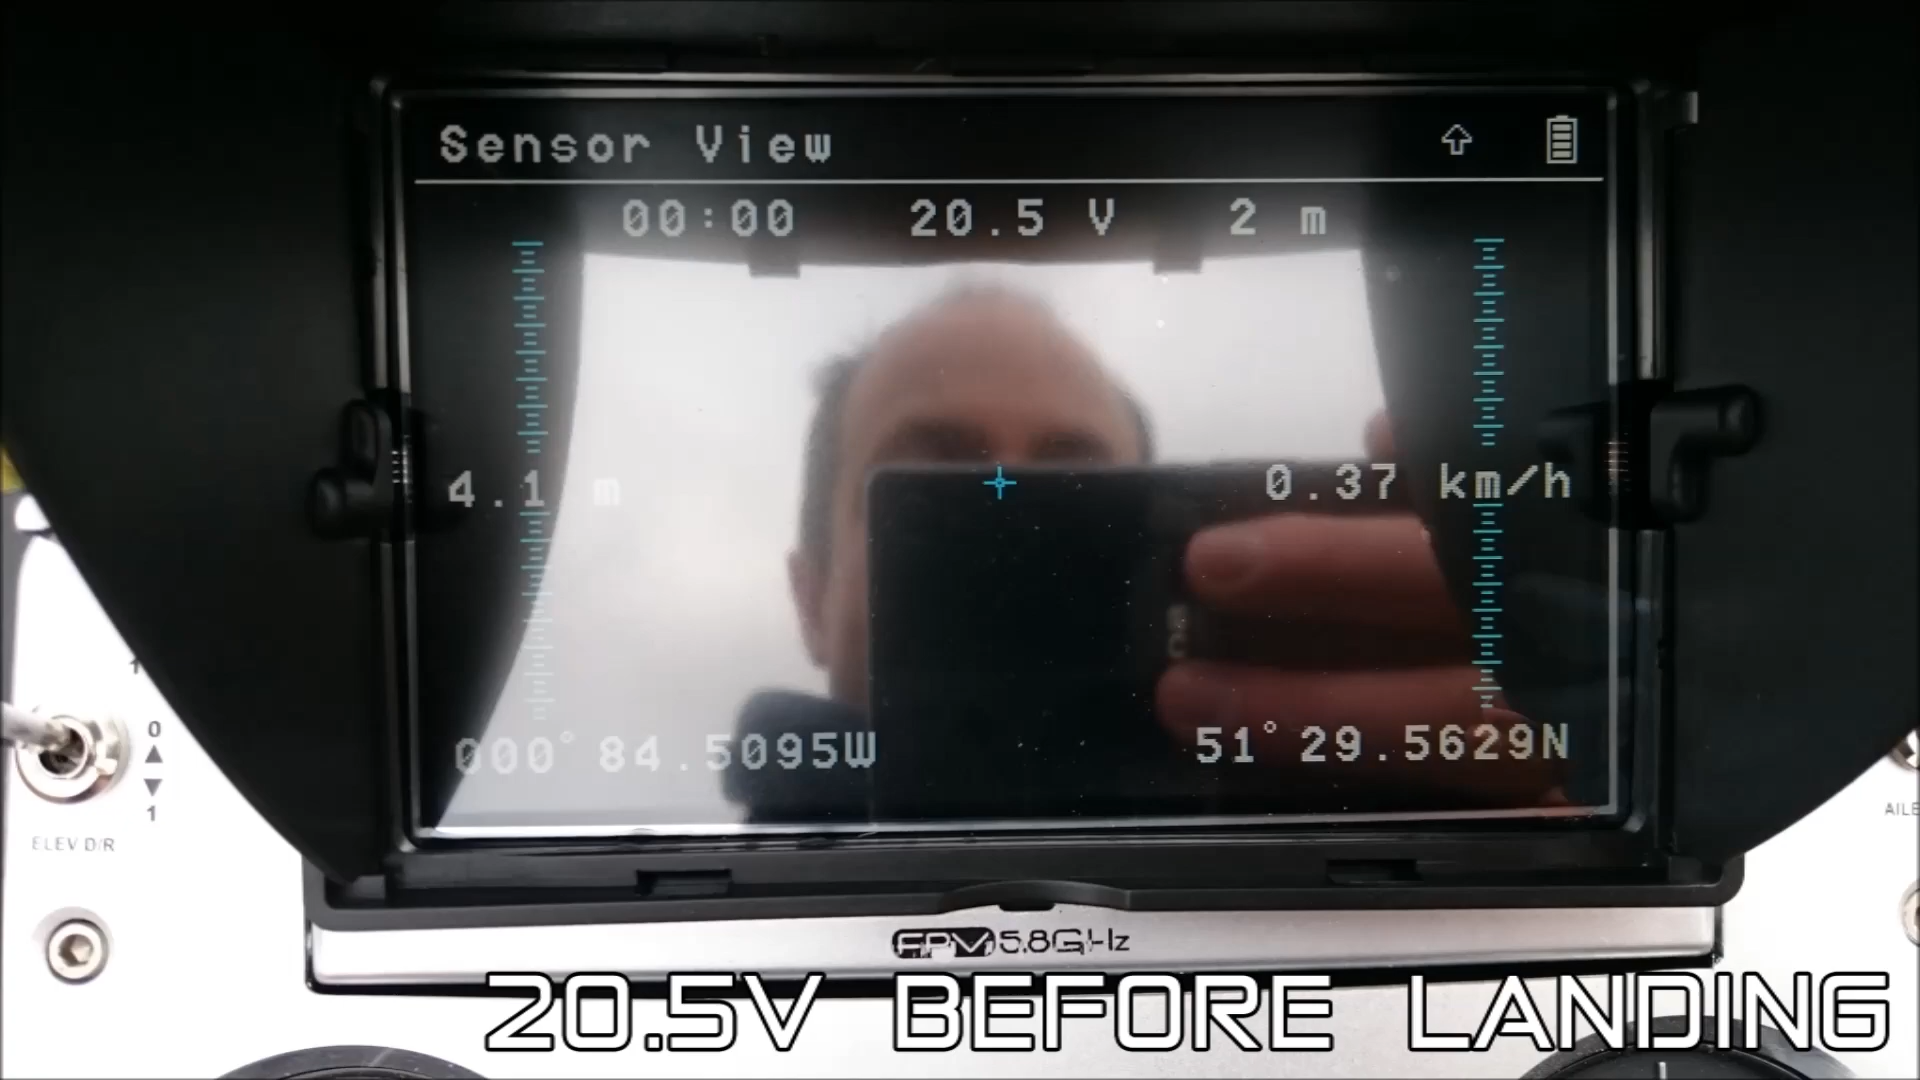 Sensor View
00:00 20.5 V 2 m
4.1 m 0.37 km/h
000°84.5095W 51°29.5629N
1
0
1
ELEV D/R
AILE
FPV 5.8GHz
20.5V BEFORE LANDING